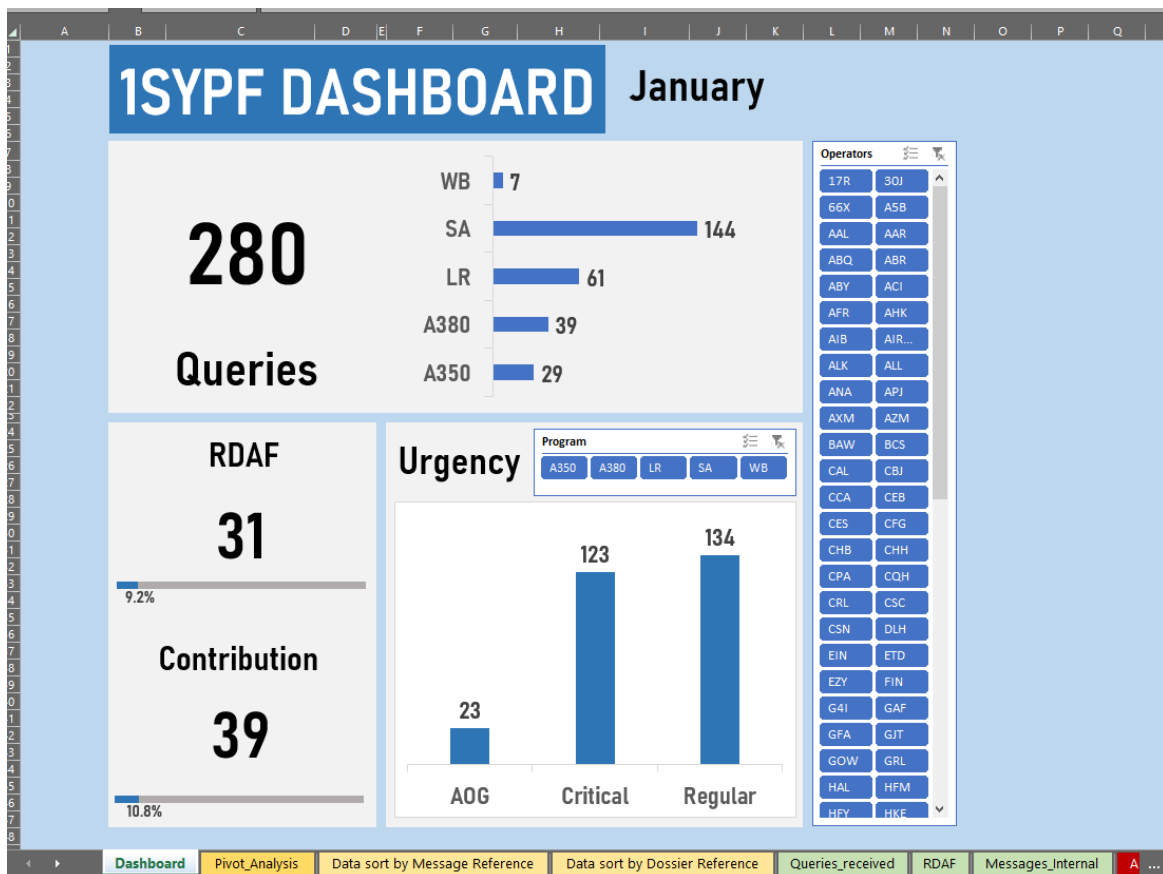 A B C D E F G H I J K L M N O P Q
1SYPF DASHBOARD January
280
Queries
WB 7
SA 144
LR 61
A380 39
A350 29
Operators
17R 30J
66X A5B
AAL AAR
ABQ ABR
ABY ACI
AFR AHK
AIB AIR...
ALK ALL
ANA APJ
AXM AZM
BAW BCS
CAL CBJ
CCA CEB
CES CFG
CHB CHH
CPA CQH
CRL CSC
CSN DLH
EIN ETD
EZY FIN
G4I GAF
GFA GJT
GOW GRL
HAL HFM
HFY HKE
RDAF
31
9.2%
Contribution
39
10.8%
Urgency
Program
A350 A380 LR SA WB
23 123 134
AOG Critical Regular
Dashboard Pivot_Analysis Data sort by Message Reference Data sort by Dossier Reference Queries_received RDAF Messages_Internal A ...